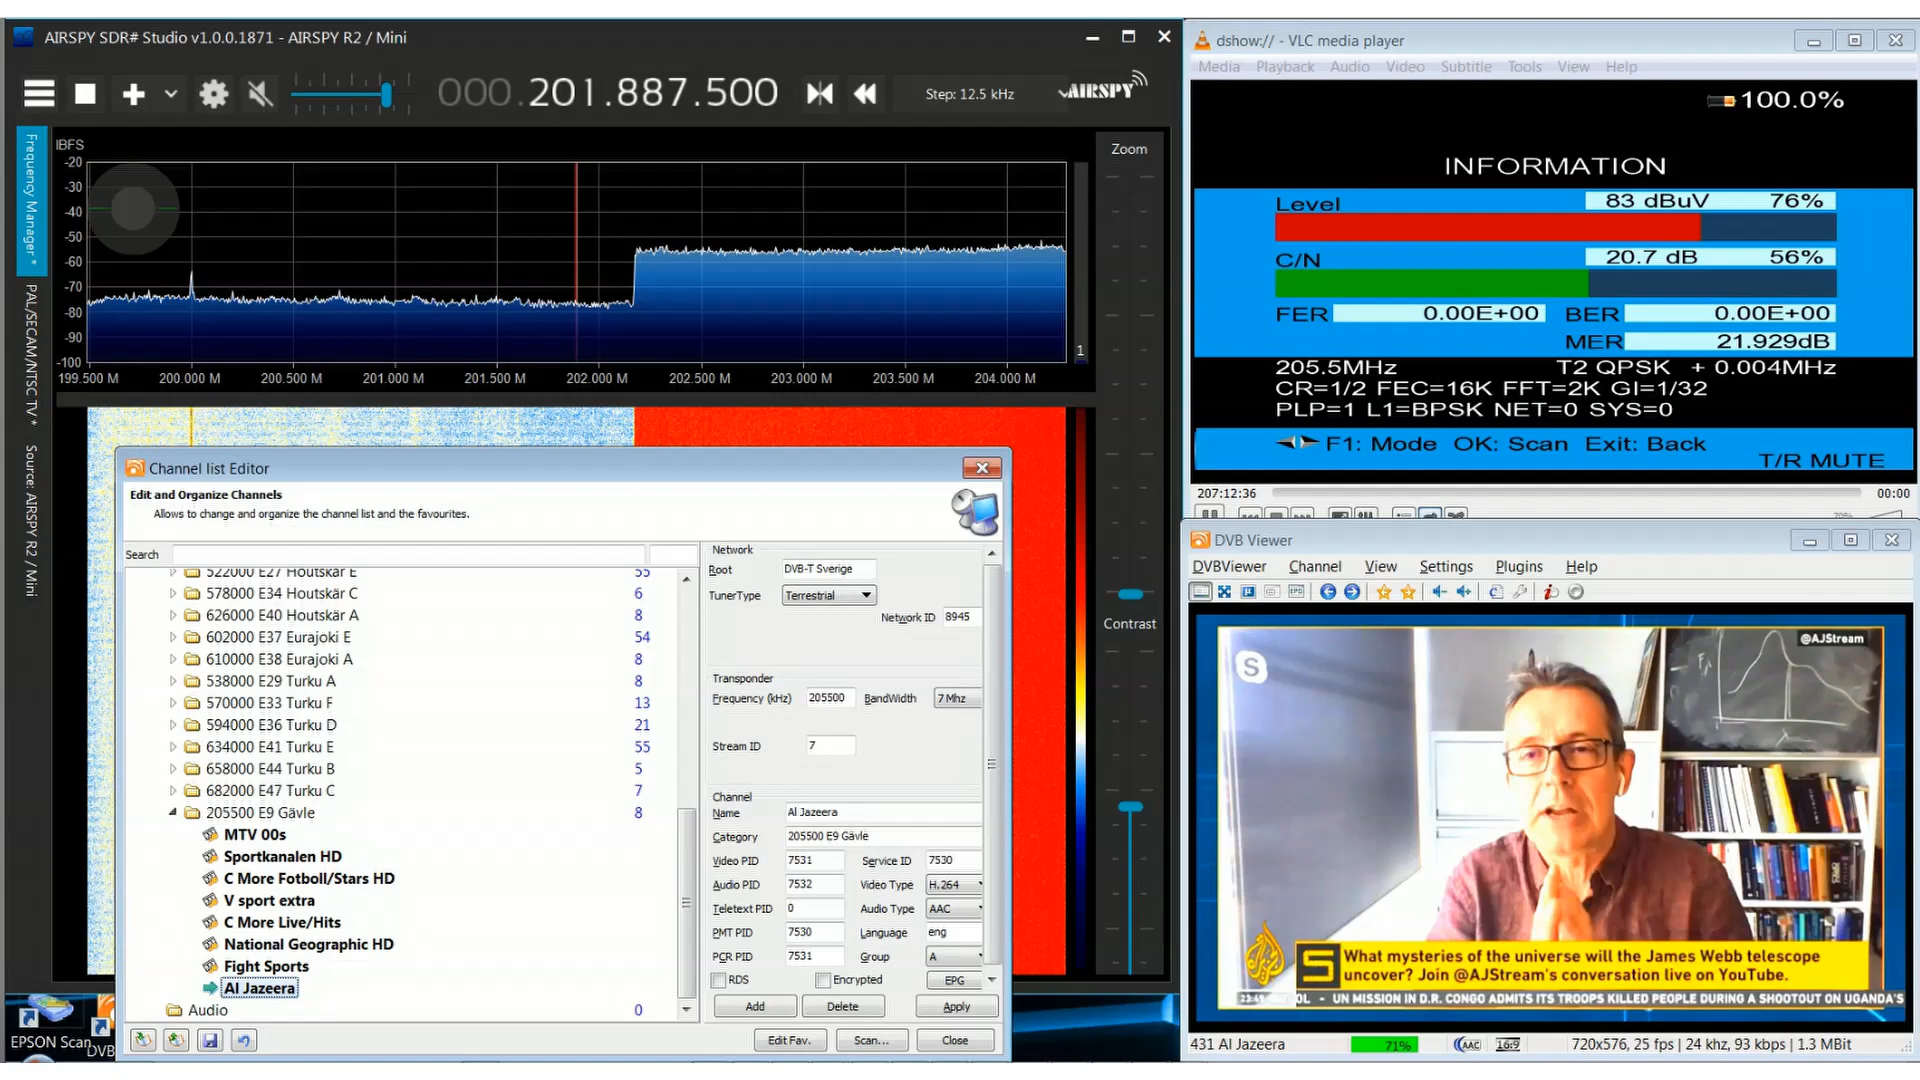 AIRSPY SDR# Studio v1.0.0.1871 - AIRSPY R2 / Mini
000.201.887.500
Step: 12.5 kHz
AIRSPY
Frequency Manager *
PAL/SECAM/NTSC TV *
Source: AIRSPY R2 / Mini
IBFS
-20
-30
-40
-50
-60
-70
-80
-90
-100
1
199.500 M 200.000 M 200.500 M 201.000 M 201.500 M 202.000 M 202.500 M 203.000 M 203.500 M 204.000 M
Zoom
Contrast
Channel list Editor
Edit and Organize Channels
Allows to change and organize the channel list and the favourites.
Search
522000 E27 Houtskär E 55
578000 E34 Houtskär C 6
626000 E40 Houtskär A 8
602000 E37 Eurajoki E 54
610000 E38 Eurajoki A 8
538000 E29 Turku A 8
570000 E33 Turku F 13
594000 E36 Turku D 21
634000 E41 Turku E 55
658000 E44 Turku B 5
682000 E47 Turku C 7
205500 E9 Gävle 8
MTV 00s
Sportkanalen HD
C More Fotboll/Stars HD
V sport extra
C More Live/Hits
National Geographic HD
Fight Sports
Al Jazeera
Audio 0
Network
Root DVB-T Sverige
TunerType Terrestrial
Network ID 8945
Transponder
Frequency (kHz) 205500 BandWidth 7 Mhz
Stream ID 7
Channel
Name Al Jazeera
Category 205500 E9 Gävle
Video PID 7531 Service ID 7530
Audio PID 7532 Video Type H.264
Teletext PID 0 Audio Type AAC
PMT PID 7530 Language eng
PCR PID 7531 Group A
RDS Encrypted EPG
Add Delete Apply
Edit Fav. Scan... Close
EPSON Scan
DVB
dshow:// - VLC media player
Media Playback Audio Video Subtitle Tools View Help
100.0%
INFORMATION
Level 83 dBuV 76%
C/N 20.7 dB 56%
FER 0.00E+00 BER 0.00E+00
MER 21.929dB
205.5MHz T2 QPSK + 0.004MHz
CR=1/2 FEC=16K FFT=2K GI=1/32
PLP=1 L1=BPSK NET=0 SYS=0
F1: Mode OK: Scan Exit: Back
T/R MUTE
207:12:36 00:00
DVB Viewer
DVBViewer Channel View Settings Plugins Help
EPG
@AJStream
S
What mysteries of the universe will the James Webb telescope
uncover? Join @AJStream's conversation live on YouTube.
OL - UN MISSION IN D.R. CONGO ADMITS ITS TROOPS KILLED PEOPLE DURING A SHOOTOUT ON UGANDA'S
431 Al Jazeera 71% AAC 16:9 720x576, 25 fps | 24 khz, 93 kbps | 1.3 MBit